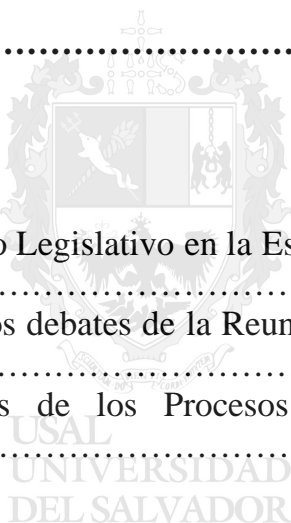 ..................................
o Legislativo en la Es
..................................
os debates de la Reun
..................................
s de los Procesos
..................................
USAL
UNIVERSIDAD
DEL SALVADOR